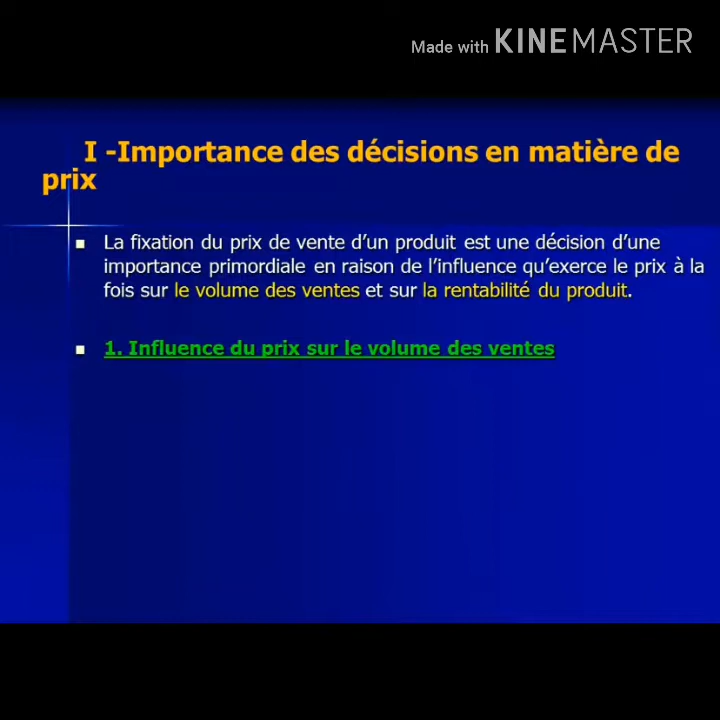 Made with KINEMASTER
I -Importance des décisions en matière de
prix
La fixation du prix de vente d'un produit est une décision d'une
importance primordiale en raison de l'influence qu'exerce le prix à la
fois sur le volume des ventes et sur la rentabilité du produit.
1. Influence du prix sur le volume des ventes